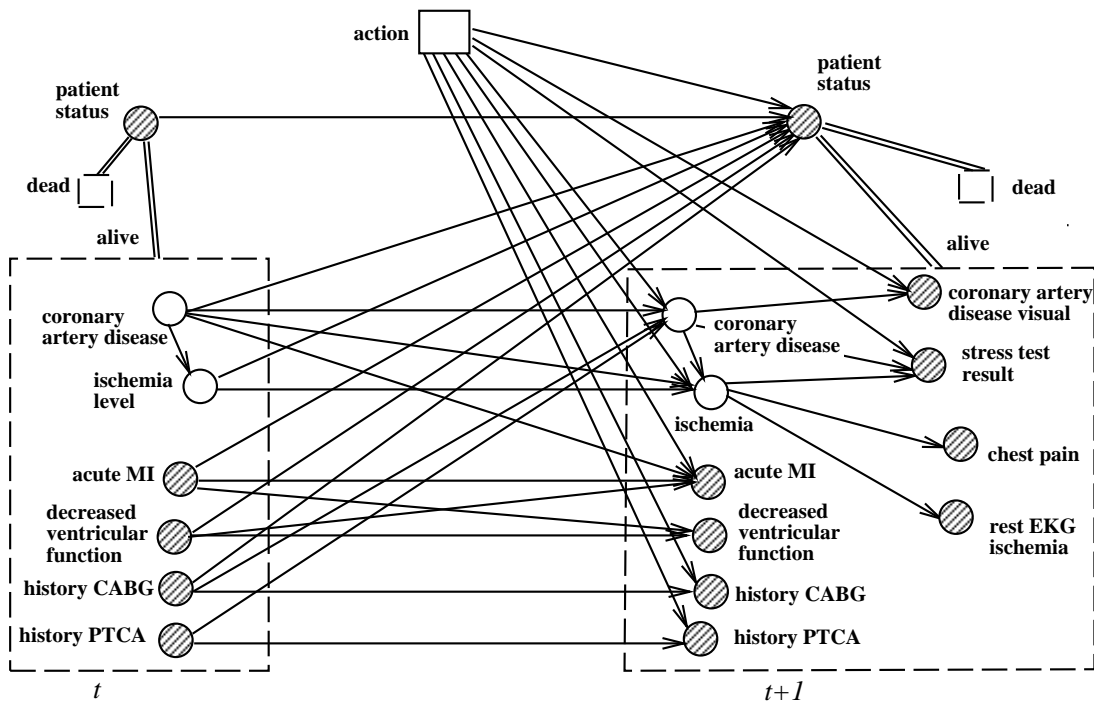 action
patient
status
patient
status
dead
dead
alive
alive
coronary
artery disease
coronary artery
disease visual
coronary
artery disease
stress test
result
ischemia
level
ischemia
chest pain
acute MI
acute MI
decreased
ventricular
function
decreased
ventricular
function
rest EKG
ischemia
history CABG
history CABG
history PTCA
history PTCA
t
t+1